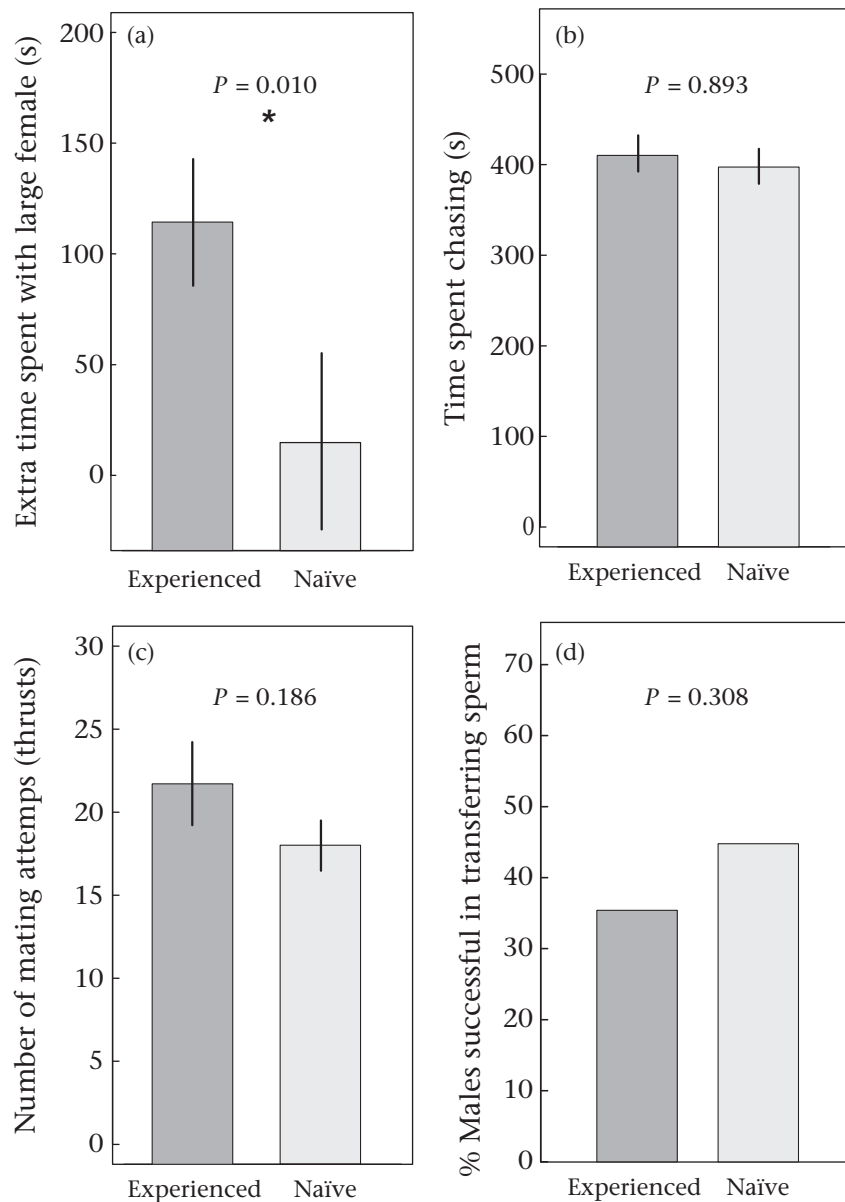 (a)
P = 0.010
*
200
150
100
50
0
Extra time spent with large female (s)
Experienced Naïve
(b)
P = 0.893
500
400
300
200
100
0
Time spent chasing (s)
Experienced Naïve
(c)
P = 0.186
30
25
20
15
10
5
0
Number of mating attemps (thrusts)
Experienced Naïve
(d)
P = 0.308
70
60
50
40
30
20
10
0
% Males successful in transferring sperm
Experienced Naïve